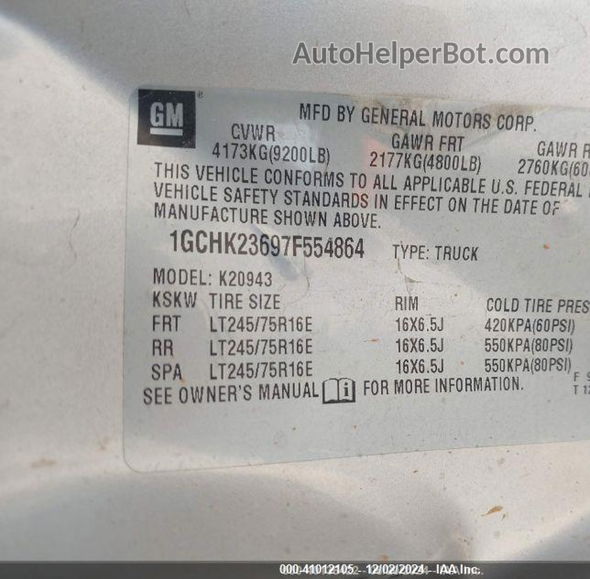 AutoHelperBot.com
GM ®
MFD BY GENERAL MOTORS CORP.
GVWR GAWR FRT GAWR R
4173KG(9200LB) 2177KG(4800LB) 2760KG(60
THIS VEHICLE CONFORMS TO ALL APPLICABLE U.S. FEDERAL
VEHICLE SAFETY STANDARDS IN EFFECT ON THE DATE OF
MANUFACTURE SHOWN ABOVE.
1GCHK23697F554864 TYPE: TRUCK
MODEL: K20943
KSKW TIRE SIZE RIM COLD TIRE PRES
FRT LT245/75R16E 16X6.5J 420KPA(60PSI)
RR LT245/75R16E 16X6.5J 550KPA(80PSI)
SPA LT245/75R16E 16X6.5J 550KPA(80PSI)
SEE OWNER'S MANUAL i FOR MORE INFORMATION.
F 9
T 12
000-41012105 12/02/2024 IAA Inc.